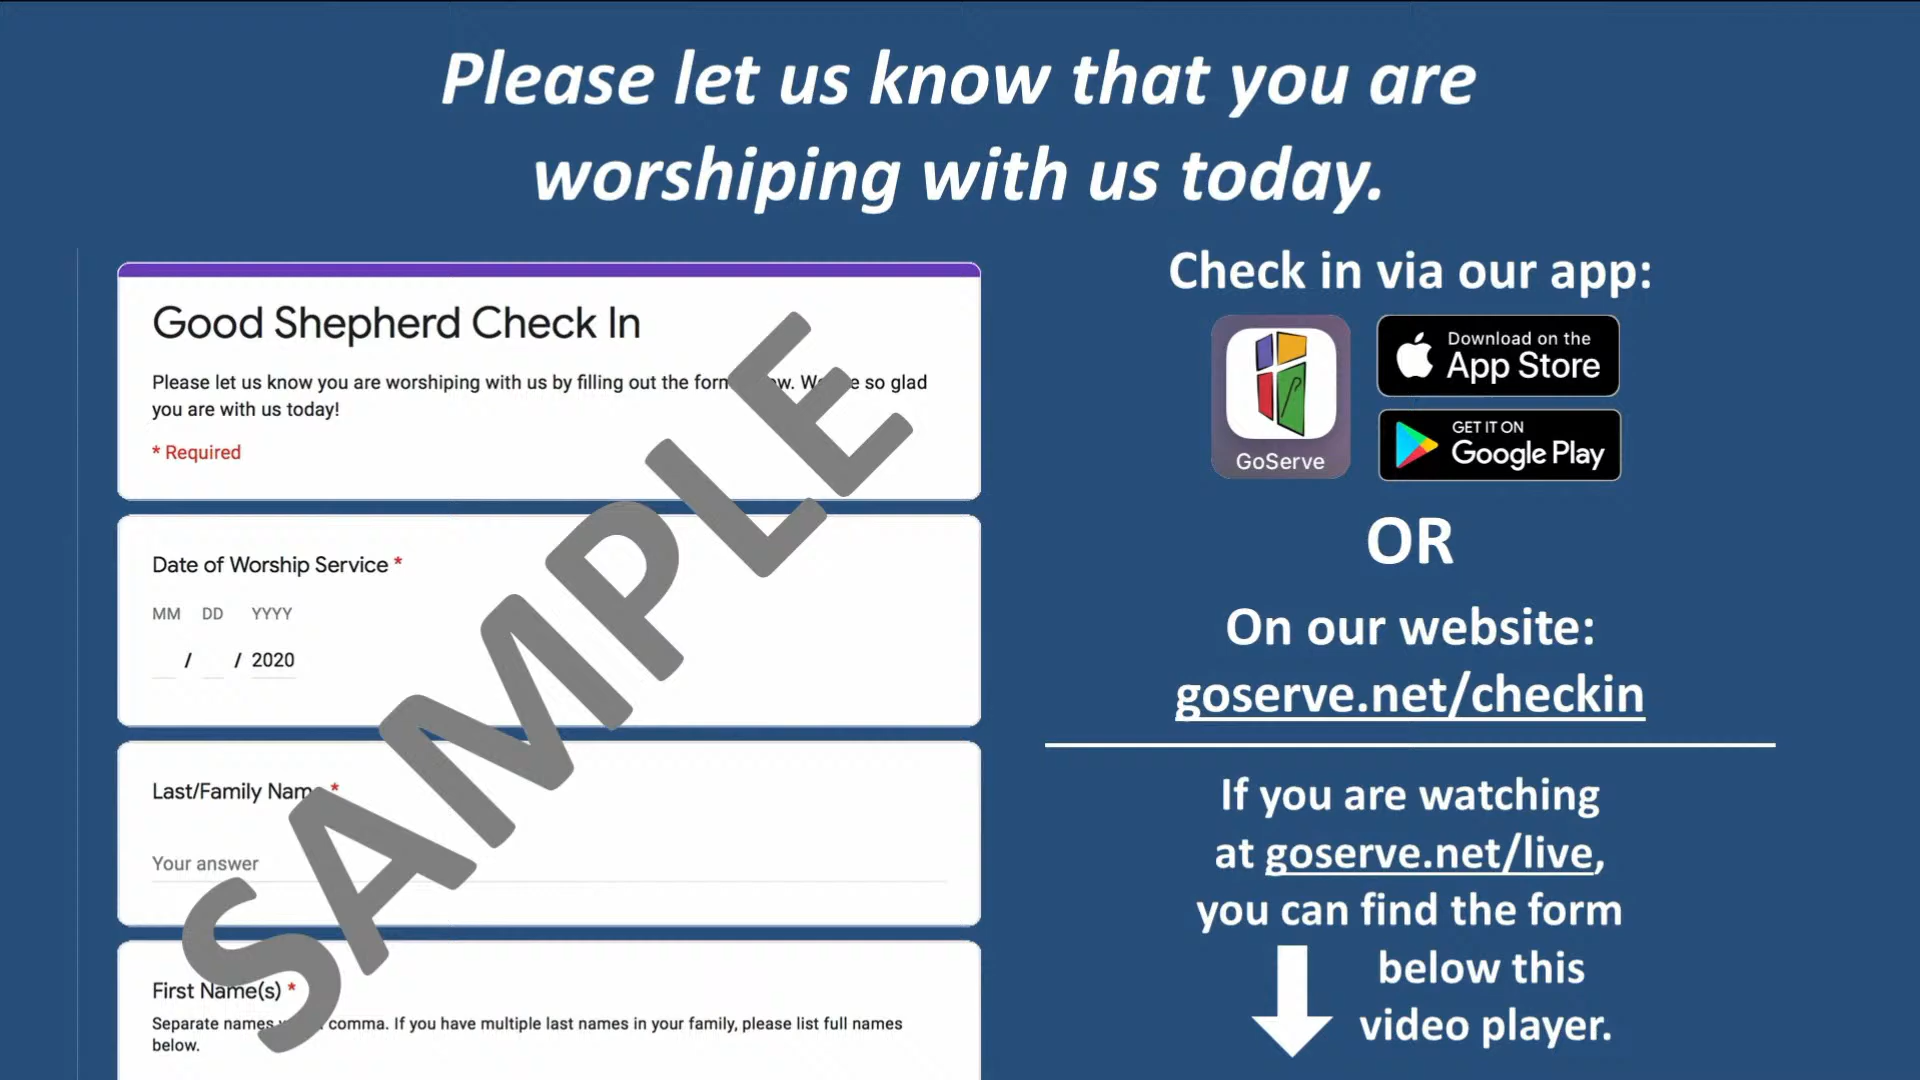 Please let us know that you are
worshiping with us today.
Good Shepherd Check In
Please let us know you are worshiping with us by filling out the form so glad
you are with us today!
* Required
Date of Worship Service *
MM DD YYYY
/ / 2020
Last/Family Name *
Your answer
First Name(s) *
Separate names comma. If you have multiple last names in your family, please list full names
below.
SAMPLE
Check in via our app:
GoServe
Download on the
App Store
GET IT ON
Google Play
OR
On our website:
goserve.net/checkin
If you are watching
at goserve.net/live,
you can find the form
below this
video player.